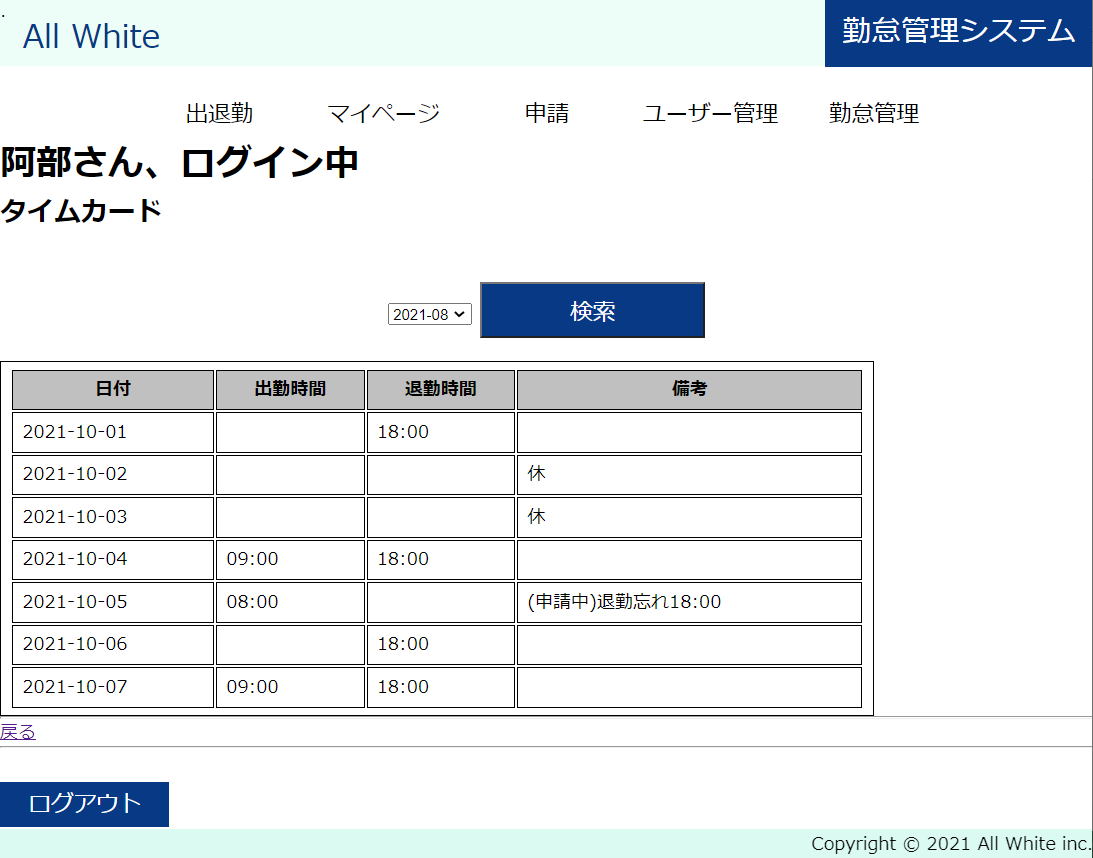 .
All White
勤怠管理システム
出退勤 マイページ 申請 ユーザー管理 勤怠管理
阿部さん、ログイン中
タイムカード
2021-08 検索
日付 出勤時間 退勤時間 備考
2021-10-01 18:00
2021-10-02 休
2021-10-03 休
2021-10-04 09:00 18:00
2021-10-05 08:00 (申請中)退勤忘れ18:00
2021-10-06 18:00
2021-10-07 09:00 18:00
戻る
ログアウト
Copyright © 2021 All White inc.